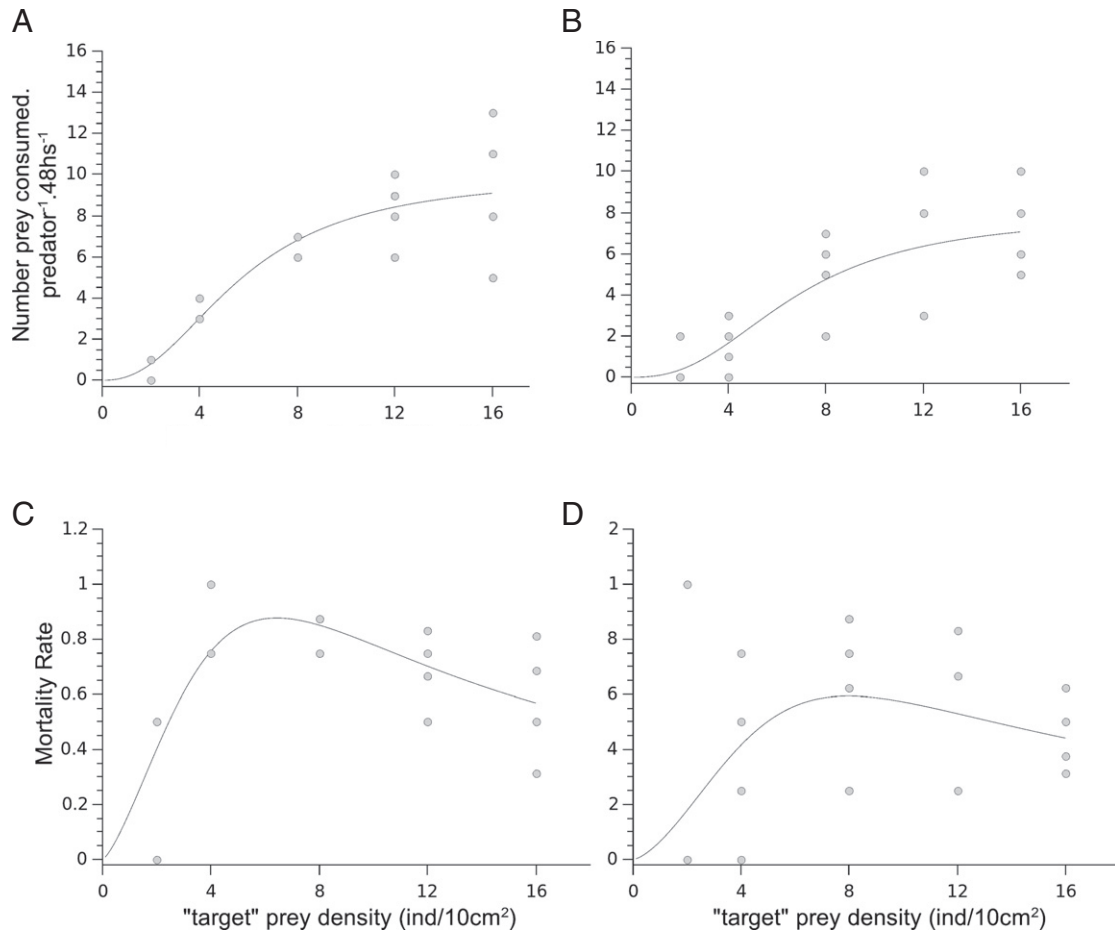 A
B
16
14
12
10
8
6
4
2
0
0 4 8 12 16
16
14
12
10
8
6
4
2
0
0 4 8 12 16
Number prey consumed.
predator⁻¹.48hs⁻¹
C
D
1.2
1
0.8
0.6
0.4
0.2
0
0 4 8 12 16
2
1
8
6
4
2
0
0 4 8 12 16
Mortality Rate
"target" prey density (ind/10cm²)
"target" prey density (ind/10cm²)